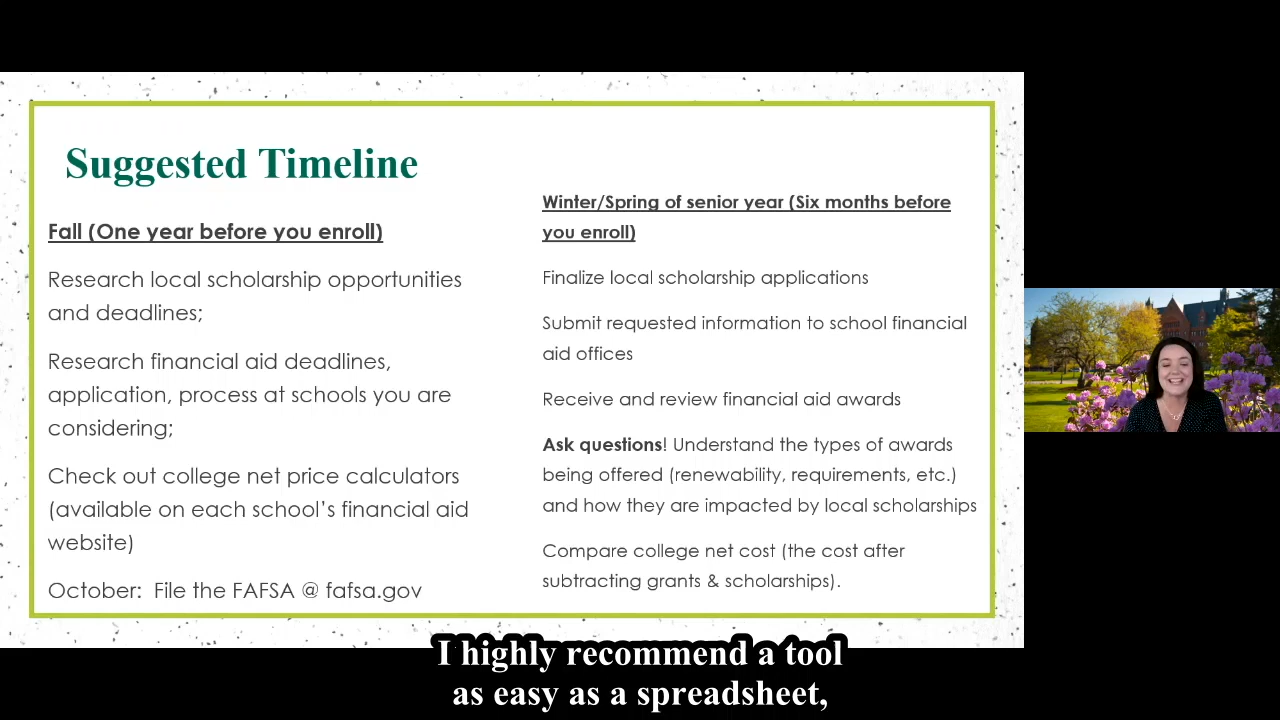 Suggested Timeline
Fall (One year before you enroll)
Research local scholarship opportunities
and deadlines;
Research financial aid deadlines,
application, process at schools you are
considering;
Check out college net price calculators
(available on each school's financial aid
website)
October:  File the FAFSA @ fafsa.gov
Winter/Spring of senior year (Six months before
you enroll)
Finalize local scholarship applications
Submit requested information to school financial
aid offices
Receive and review financial aid awards
Ask questions! Understand the types of awards
being offered (renewability, requirements, etc.)
and how they are impacted by local scholarships
Compare college net cost (the cost after
subtracting grants & scholarships).
I highly recommend a tool
as easy as a spreadsheet,